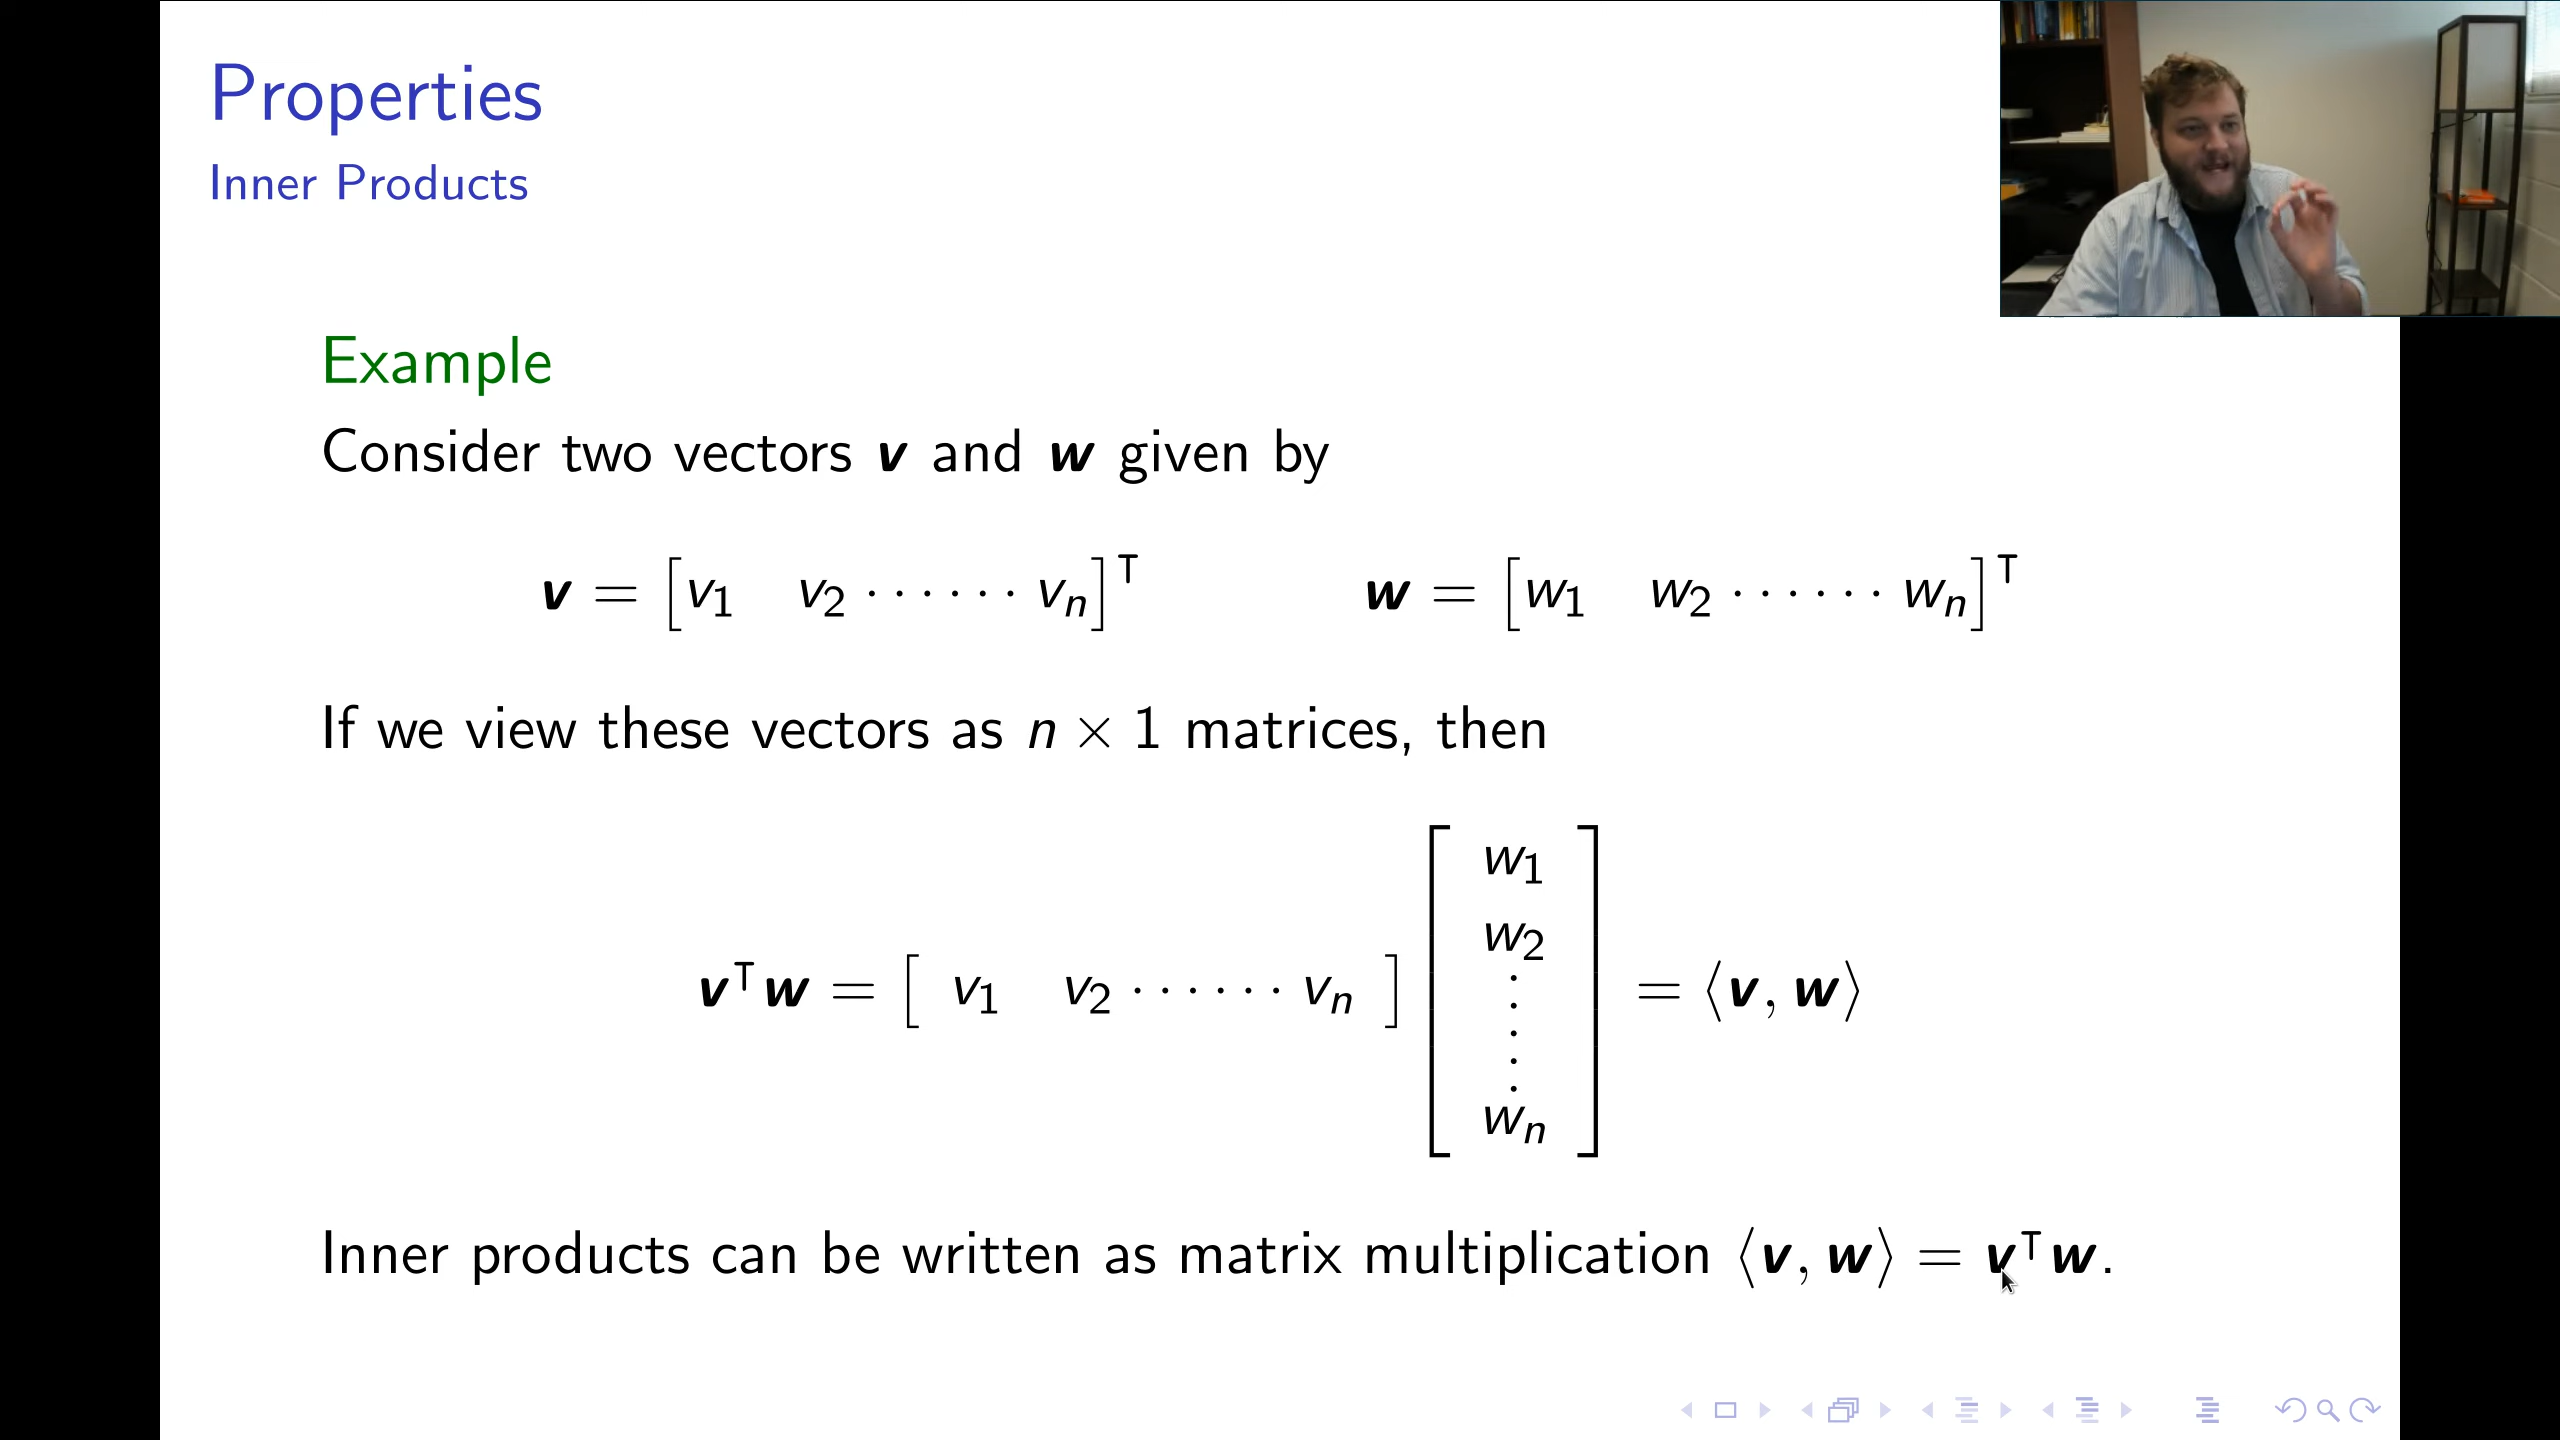 Properties
Inner Products
Example
Consider two vectors v and w given by
v = [v₁ v₂ ⋯⋯ vₙ]ᵀ w = [w₁ w₂ ⋯⋯ wₙ]ᵀ
If we view these vectors as n × 1 matrices, then
vᵀw = [ v₁ v₂ ⋯⋯ vₙ ] [ w₁ w₂ ⋮ wₙ ] = ⟨v, w⟩
Inner products can be written as matrix multiplication ⟨v, w⟩ = vᵀw.